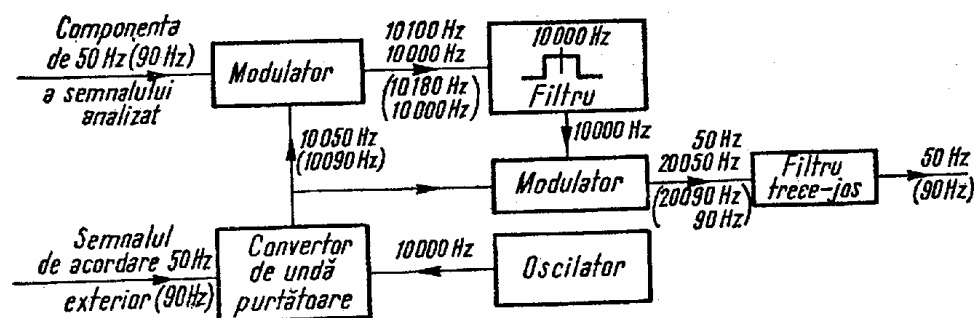 Componenta
de 50 Hz (90 Hz)
a semnalului
analizat
Modulator
10100 Hz
10000 Hz
(10180 Hz
10000 Hz)
10000 Hz
Filtru
10050 Hz
(10090 Hz)
10000 Hz
Modulator
50 Hz
20050 Hz
(20090 Hz
90 Hz)
Filtru
trece-jos
50 Hz
(90 Hz)
Semnalul
de acordare 50 Hz
exterior (90 Hz)
Convertor
de undă
purtătoare
10000 Hz
Oscilator